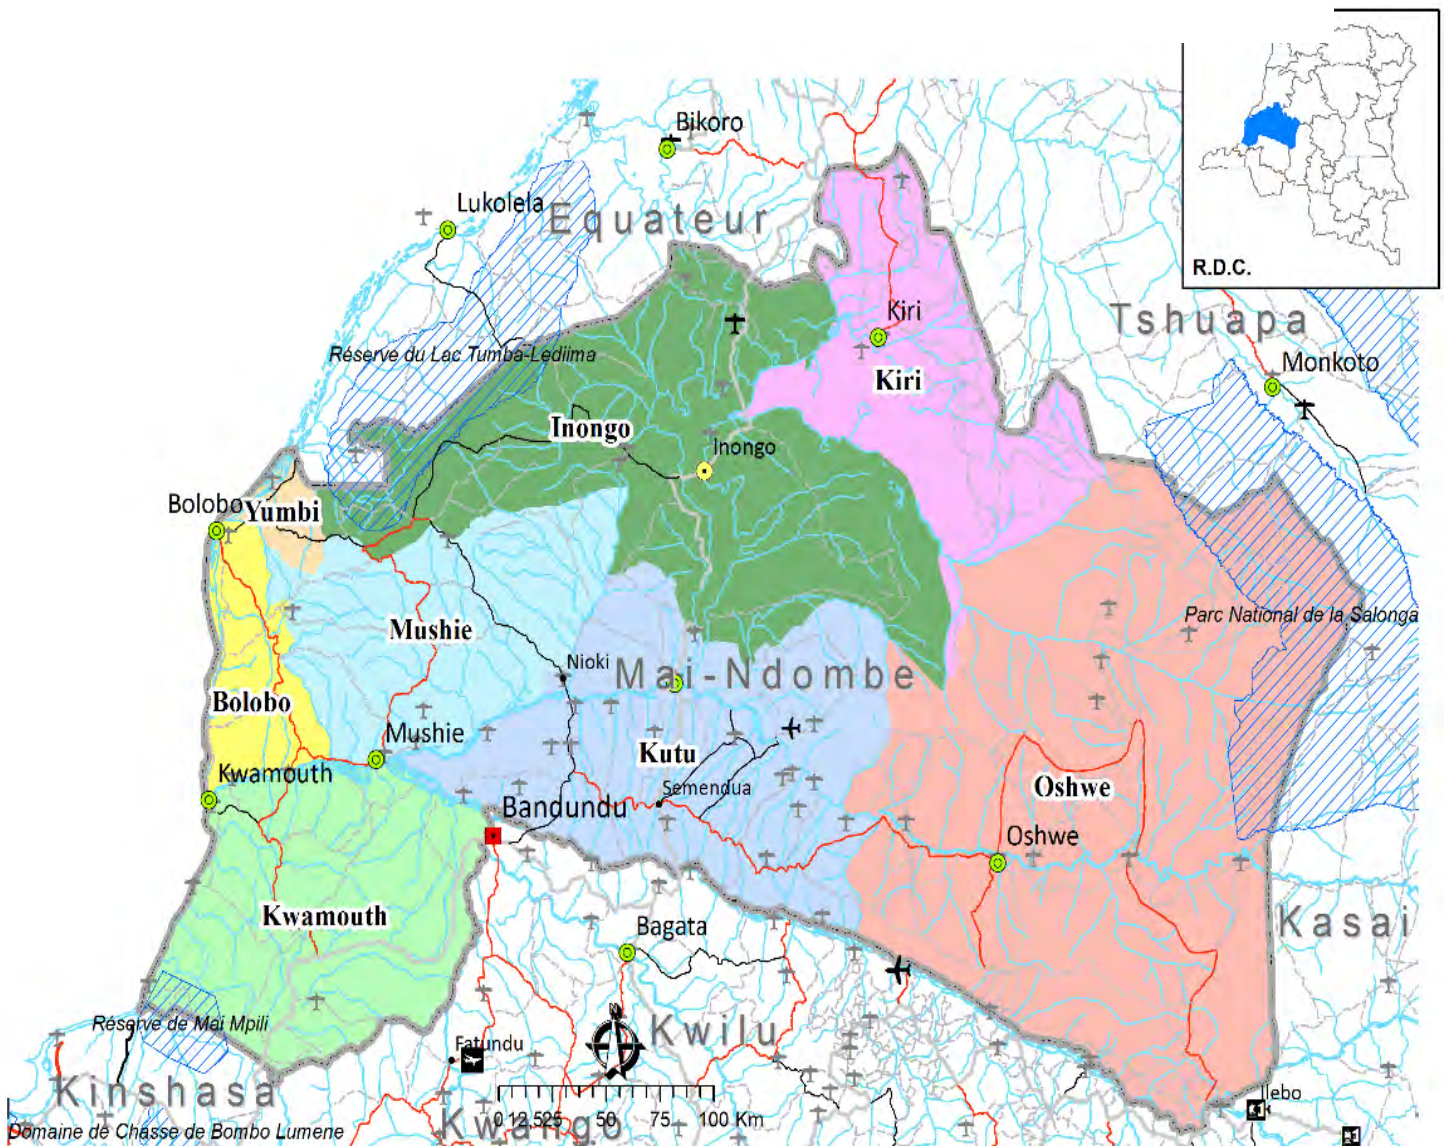 R.D.C.
Bikoro
Lukolela
Equateur
Kiri
Tshuapa
Monkoto
Réserve du Lac Tumba-Lediima
Kiri
Inongo
Inongo
Bolobo
Yumbi
Parc National de la Salonga
Mushie
Nioki
Mai-Ndombe
Bolobo
Mushie
Kutu
Kwamouth
Semendua
Oshwe
Bandundu
Oshwe
Kwamouth
Kasai
Bagata
N
Réserve de Mai Mpili
Kwilu
Fatundu
Kinshasa
Ilebo
0 12.525 50 75 100 Km
Kwango
Domaine de Chasse de Bombo Lumene